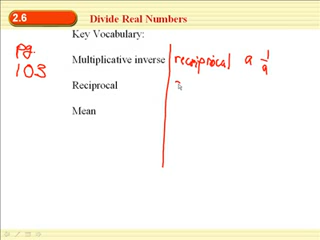 2.6 Divide Real Numbers
Key Vocabulary:
pg. 103
Multiplicative inverse reciprocal a 1/a
Reciprocal
Mean